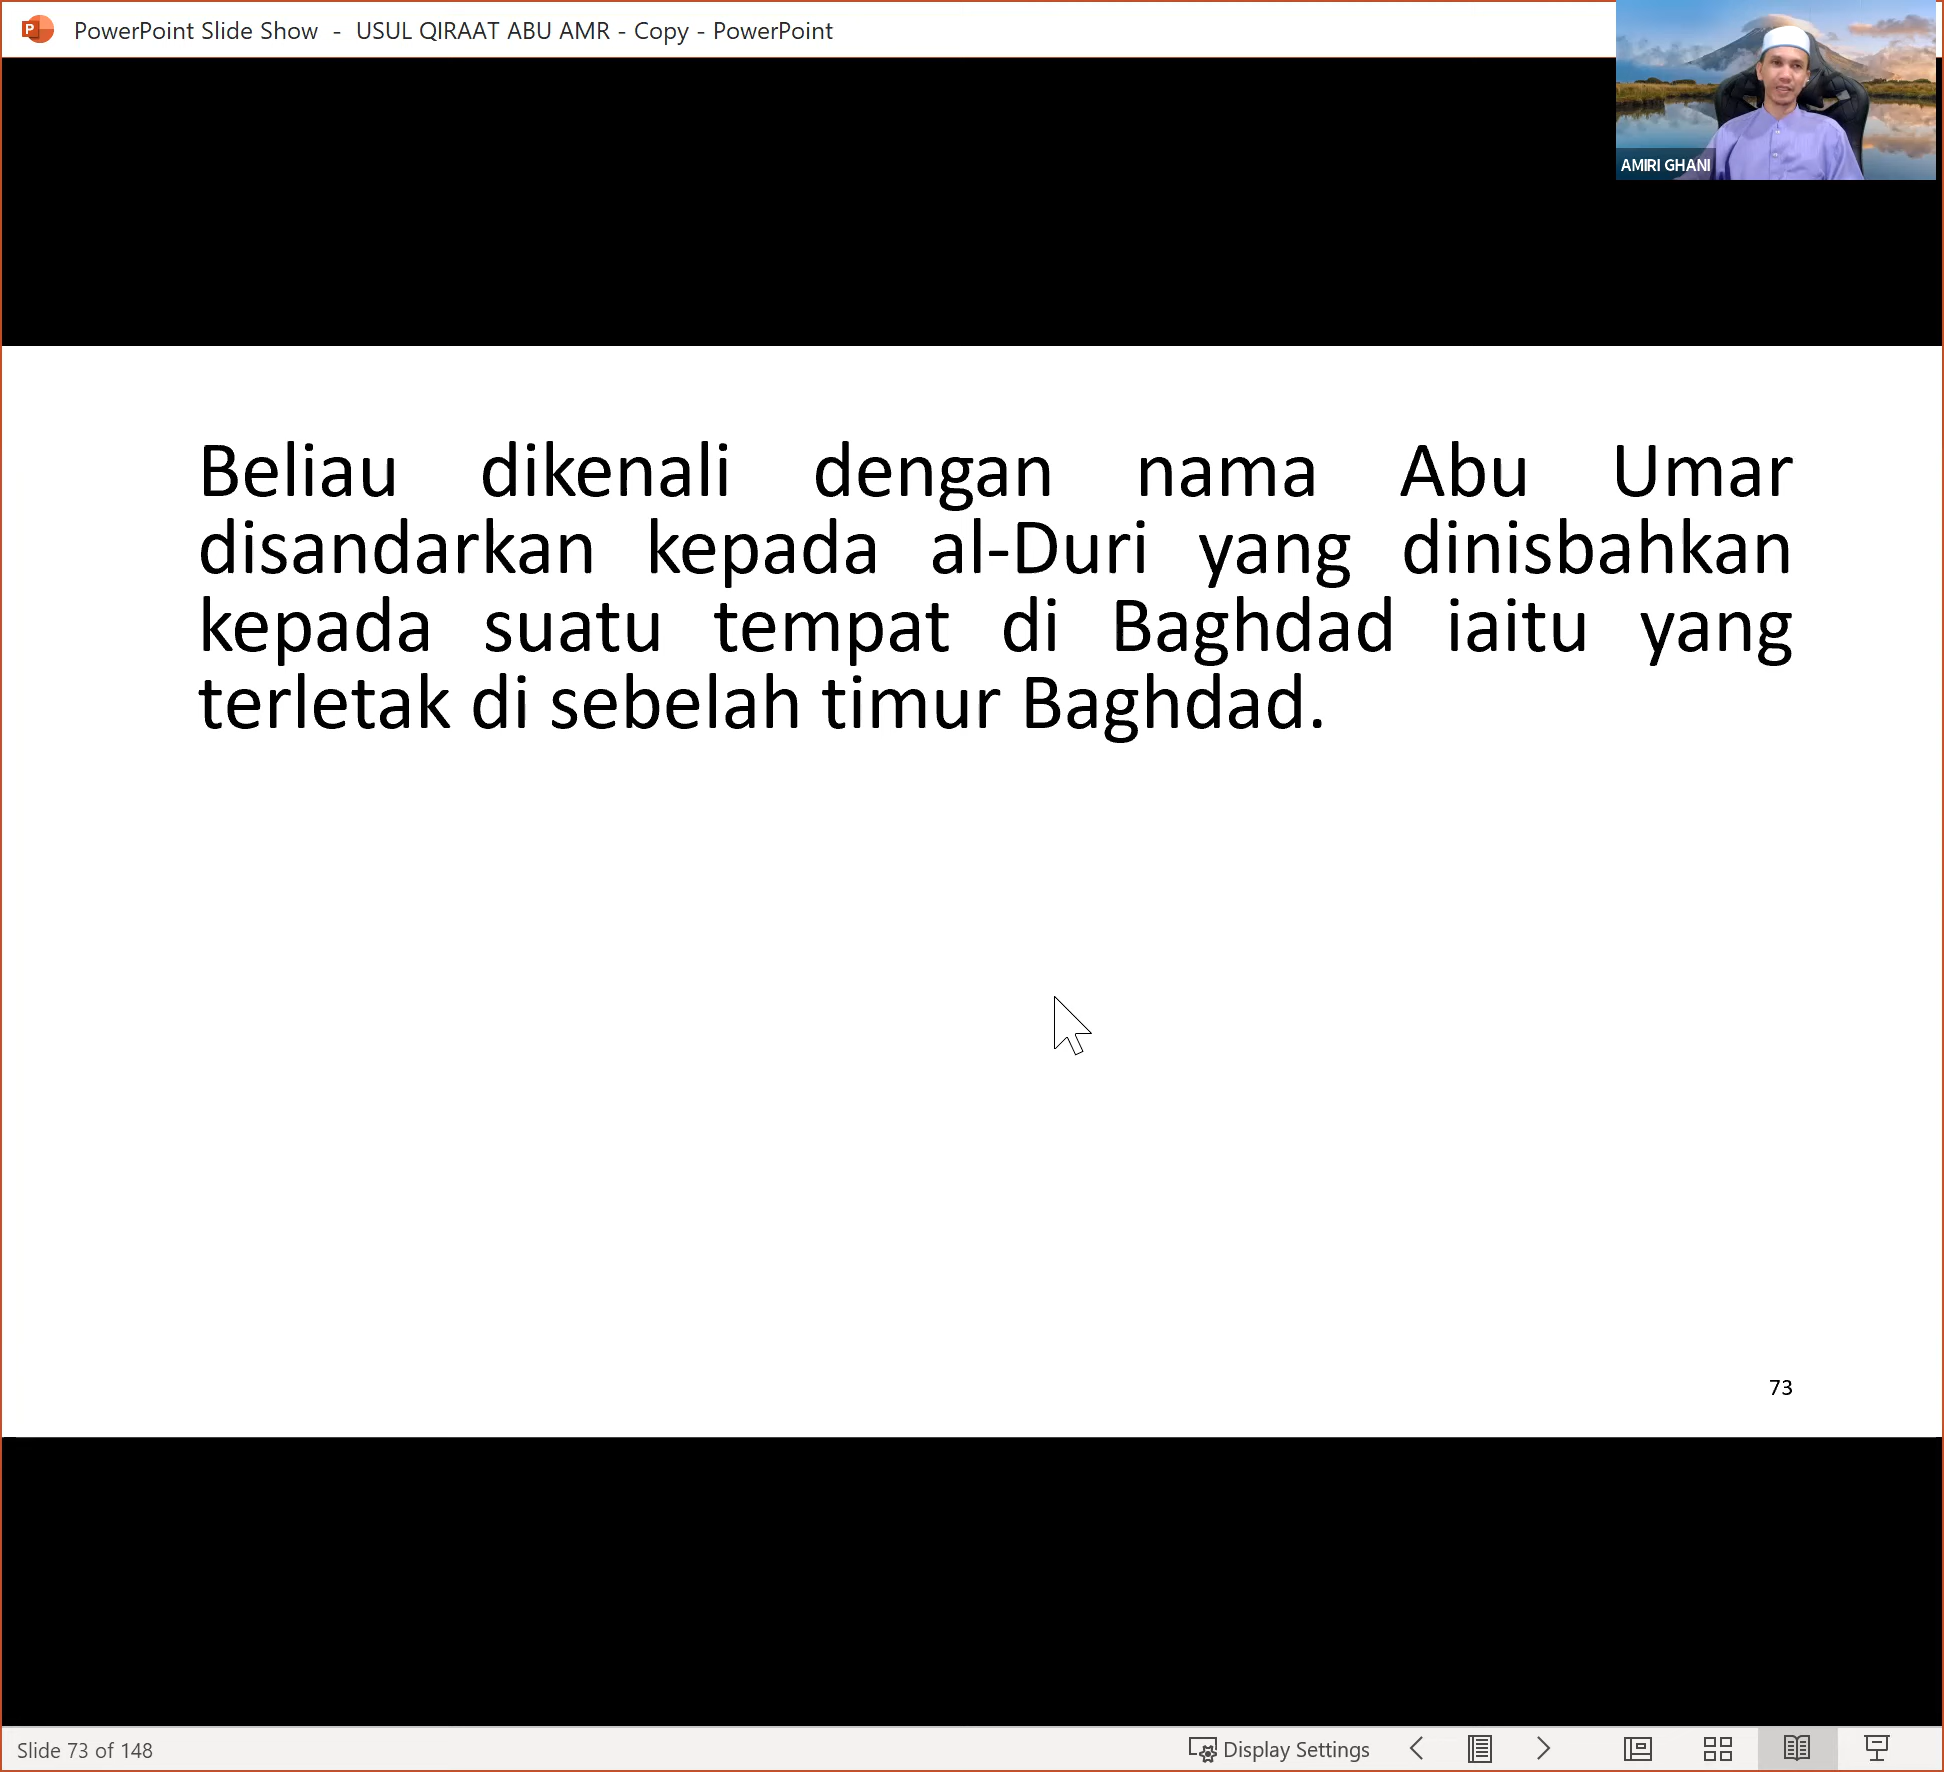 PowerPoint Slide Show - USUL QIRAAT ABU AMR - Copy - PowerPoint
AMIRI GHANI
Beliau dikenali dengan nama Abu Umar
disandarkan kepada al-Duri yang dinisbahkan
kepada suatu tempat di Baghdad iaitu yang
terletak di sebelah timur Baghdad.
73
Slide 73 of 148
Display Settings